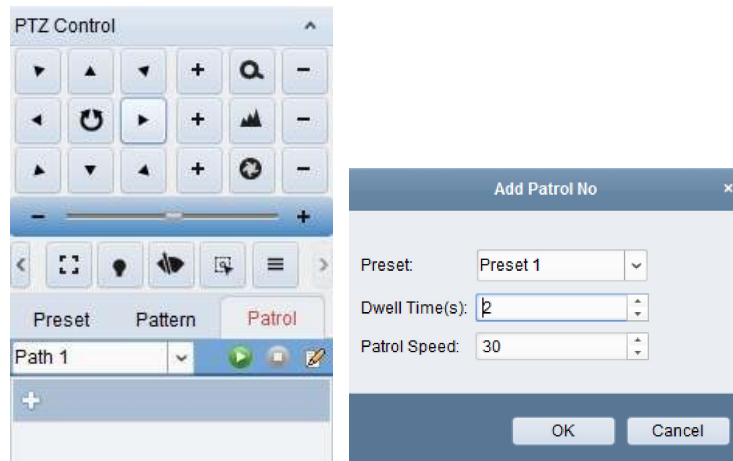 PTZ Control
Preset Pattern Patrol
Path 1
Add Patrol No
Preset: Preset 1
Dwell Time(s): 2
Patrol Speed: 30
OK Cancel